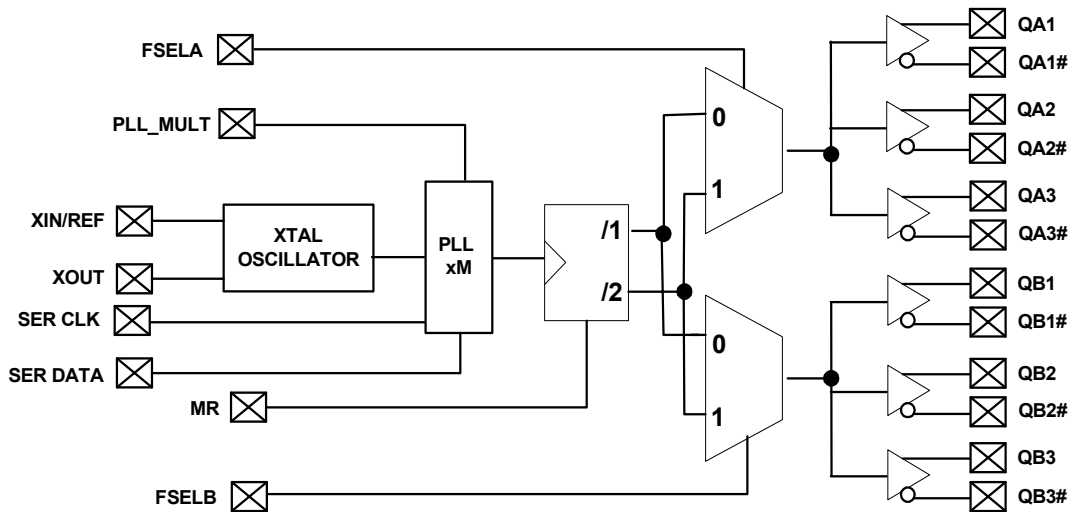 FSELA
PLL_MULT
XIN/REF
XOUT
SER CLK
SER DATA
MR
FSELB
XTAL
OSCILLATOR
PLL
xM
/1
/2
0
1
0
1
QA1
QA1#
QA2
QA2#
QA3
QA3#
QB1
QB1#
QB2
QB2#
QB3
QB3#